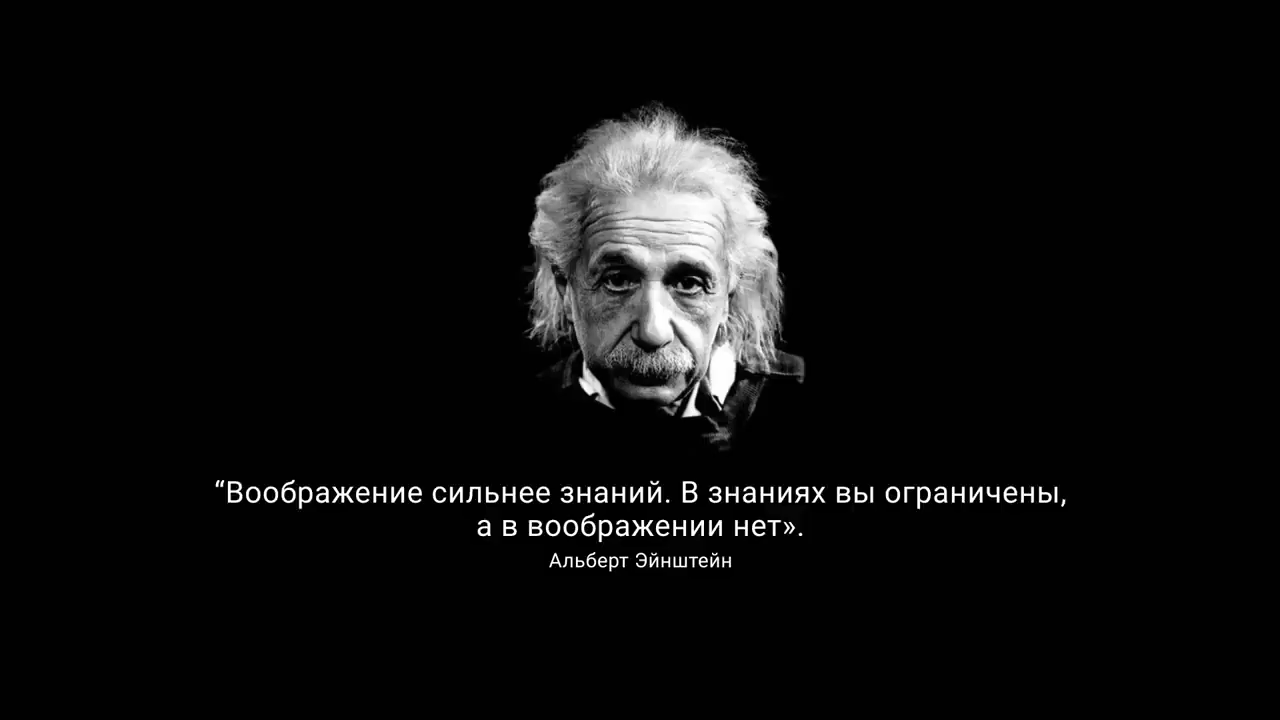 “Воображение сильнее знаний. В знаниях вы ограничены,
а в воображении нет».
Альберт Эйнштейн